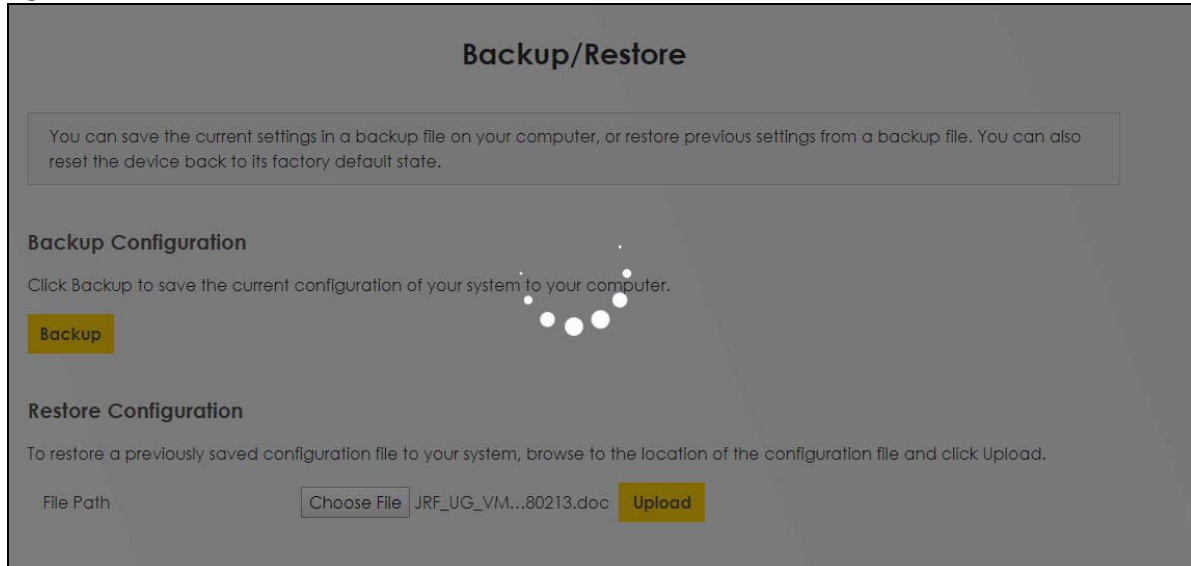 Backup/Restore
You can save the current settings in a backup file on your computer, or restore previous settings from a backup file. You can also
reset the device back to its factory default state.
Backup Configuration
Click Backup to save the current configuration of your system to your computer.
Backup
Restore Configuration
To restore a previously saved configuration file to your system, browse to the location of the configuration file and click Upload.
File Path Choose File JRF_UG_VM...80213.doc Upload